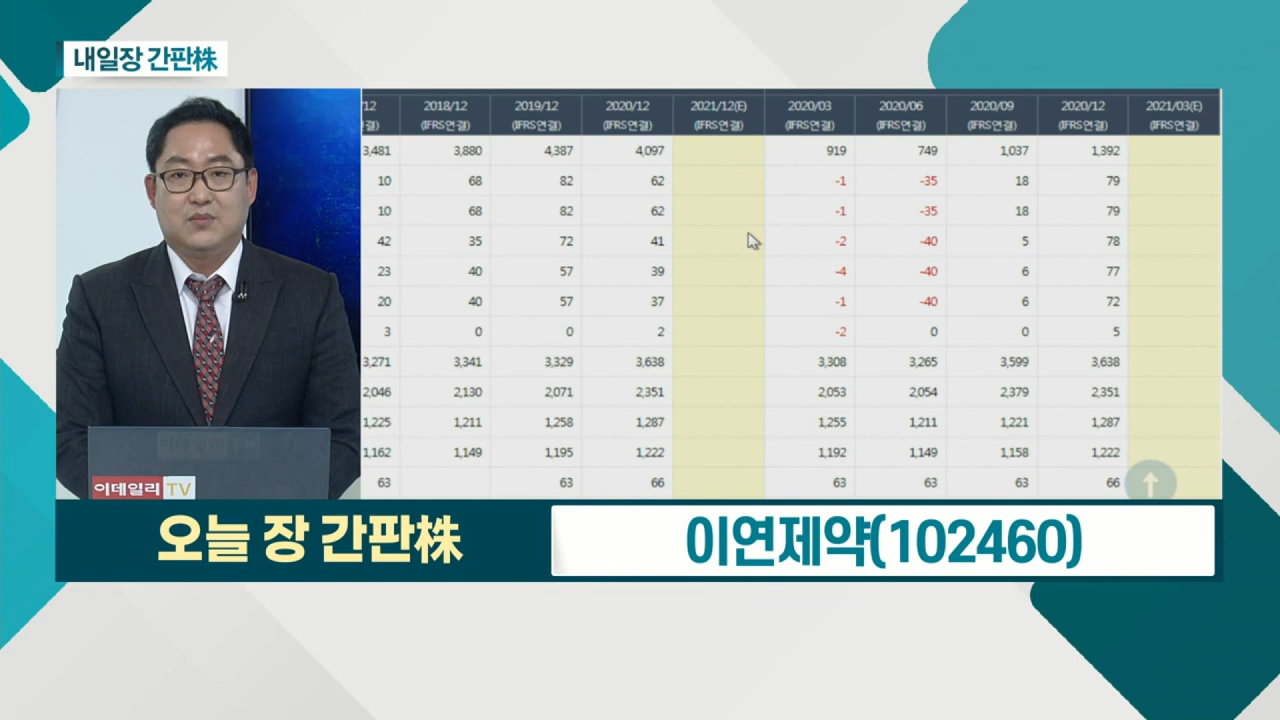 내일장 간판株
/12 2018/12 2019/12 2020/12 2021/12(E) 2020/03 2020/06 2020/09 2020/12 2021/03(E)
결) (IFRS연결) (IFRS연결) (IFRS연결) (IFRS연결) (IFRS연결) (IFRS연결) (IFRS연결) (IFRS연결) (IFRS연결)
3,481 3,880 4,387 4,097 919 749 1,037 1,392
10 68 82 62 -1 -35 18 79
10 68 82 62 -1 -35 18 79
42 35 72 41 -2 -40 5 78
23 40 57 39 -4 -40 6 77
20 40 57 37 -1 -40 6 72
3 0 0 2 -2 0 0 5
3,271 3,341 3,329 3,638 3,308 3,265 3,599 3,638
2,046 2,130 2,071 2,351 2,053 2,054 2,379 2,351
1,225 1,211 1,258 1,287 1,255 1,211 1,221 1,287
1,162 1,149 1,195 1,222 1,192 1,149 1,158 1,222
63 63 66 63 63 63 66
이데일리 TV
오늘 장 간판株
이연제약(102460)